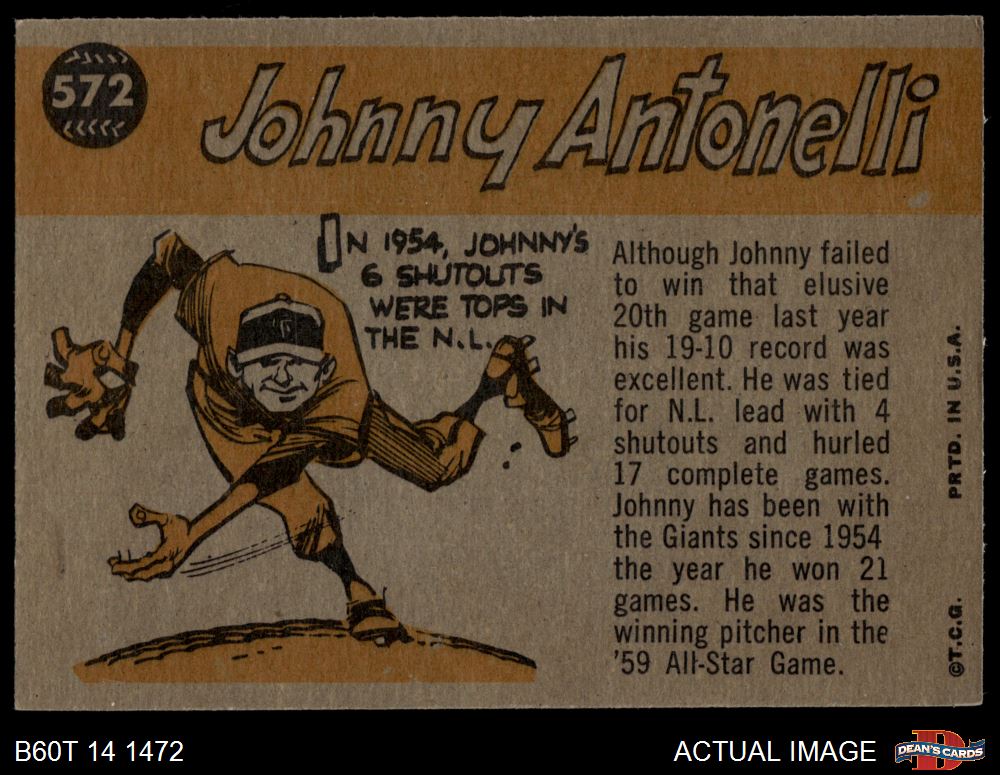 572
Johnny Antonelli
IN 1954, JOHNNY'S
6 SHUTOUTS
WERE TOPS IN
THE N.L.
Although Johnny failed
to win that elusive
20th game last year
his 19-10 record was
excellent. He was tied
for N.L. lead with 4
shutouts and hurled
17 complete games.
Johnny has been with
the Giants since 1954
the year he won 21
games. He was the
winning pitcher in the
'59 All-Star Game.
©T.C.G. PRTD. IN U.S.A.
B60T 14 1472
ACTUAL IMAGE
D
DEAN'S CARDS